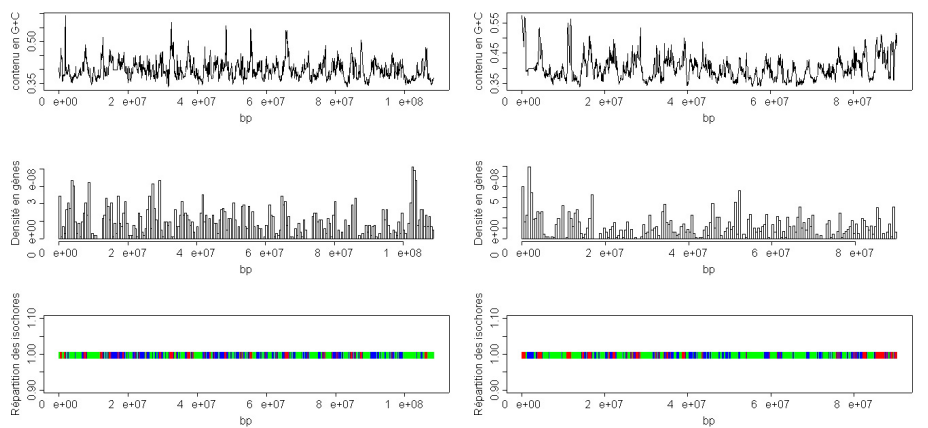 contenu en G+C
0.35 0.50
0 e+00 2 e+07 4 e+07 6 e+07 8 e+07 1 e+08
bp
contenu en G+C
0.35 0.45 0.55
0 e+00 2 e+07 4 e+07 6 e+07 8 e+07
bp
Densité en gènes
0 e+00 3 e-08
0 e+00 2 e+07 4 e+07 6 e+07 8 e+07 1 e+08
bp
Densité en gènes
0 e+00 5 e-08
0 e+00 2 e+07 4 e+07 6 e+07 8 e+07
bp
Répartition des isochores
0.90 1.00 1.10
0 e+00 2 e+07 4 e+07 6 e+07 8 e+07 1 e+08
bp
Répartition des isochores
0.90 1.00 1.10
0 e+00 2 e+07 4 e+07 6 e+07 8 e+07
bp